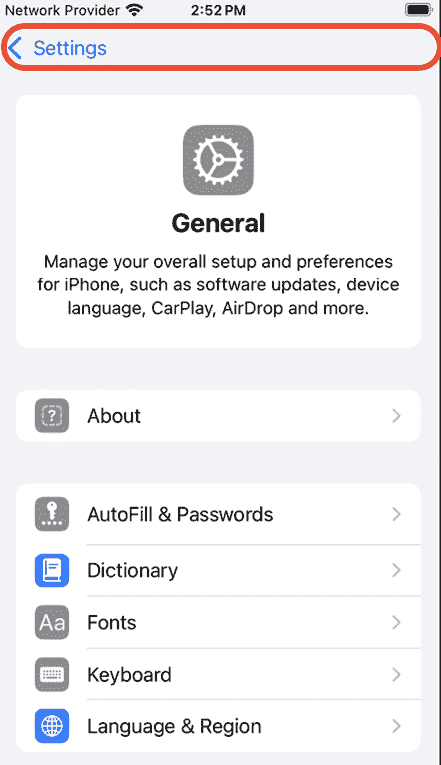 Network Provider 2:52 PM
Settings
General
Manage your overall setup and preferences
for iPhone, such as software updates, device
language, CarPlay, AirDrop and more.
?
About
AutoFill & Passwords
Dictionary
Aa
Fonts
Keyboard
Language & Region